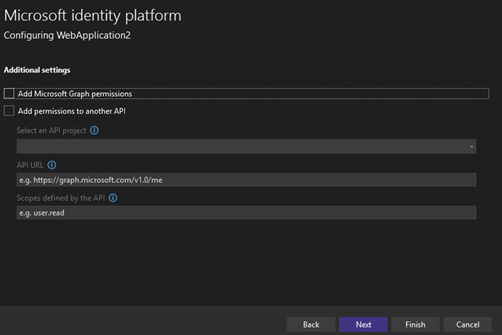 Microsoft identity platform
Configuring WebApplication2
Additional settings
Add Microsoft Graph permissions
Add permissions to another API
Select an API project
API URL
e.g. https://graph.microsoft.com/v1.0/me
Scopes defined by the API
e.g. user.read
Back Next Finish Cancel